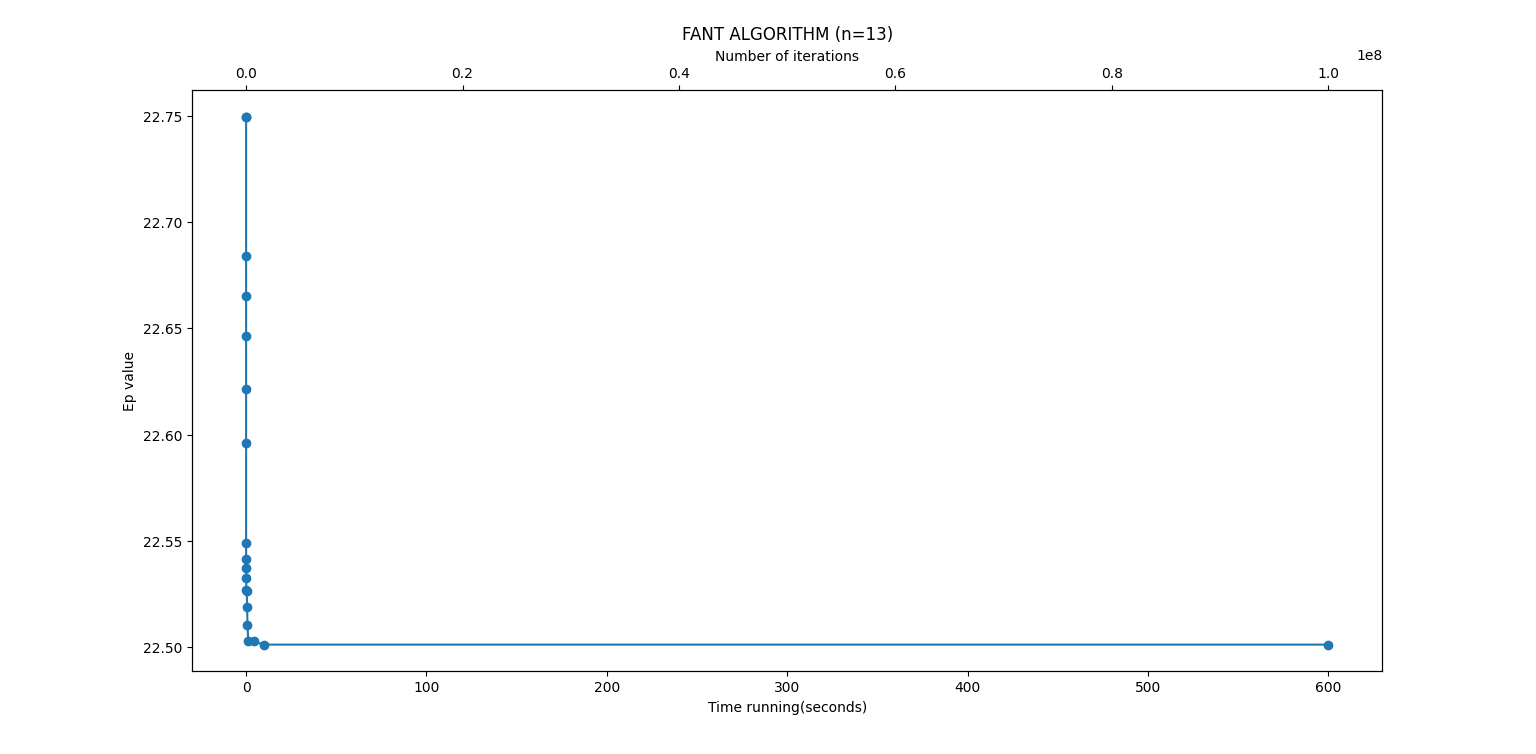 FANT ALGORITHM (n=13)
Number of iterations
1e8
0.0 0.2 0.4 0.6 0.8 1.0
22.75
22.70
22.65
22.60
22.55
22.50
Ep value
0 100 200 300 400 500 600
Time running(seconds)